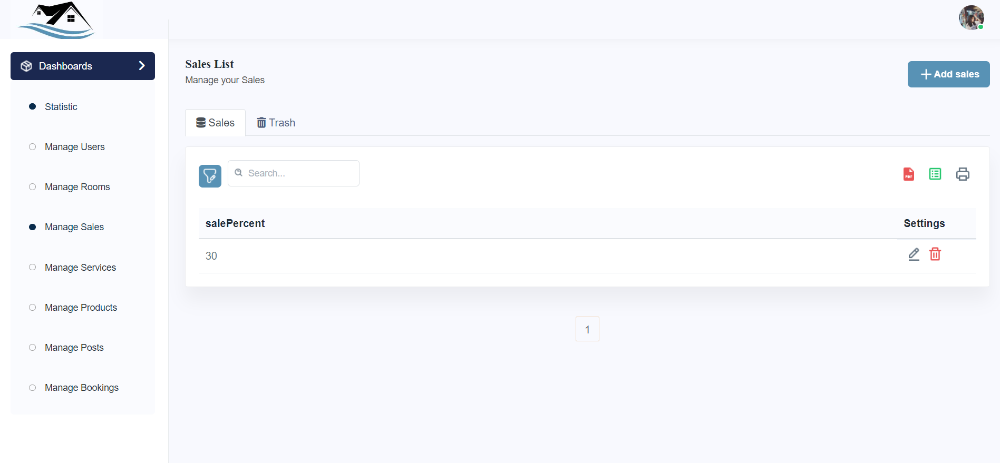 Dashboards
Statistic
Manage Users
Manage Rooms
Manage Sales
Manage Services
Manage Products
Manage Posts
Manage Bookings
Sales List
Manage your Sales
Add sales
Sales
Trash
Search...
PDF
salePercent
Settings
30
1